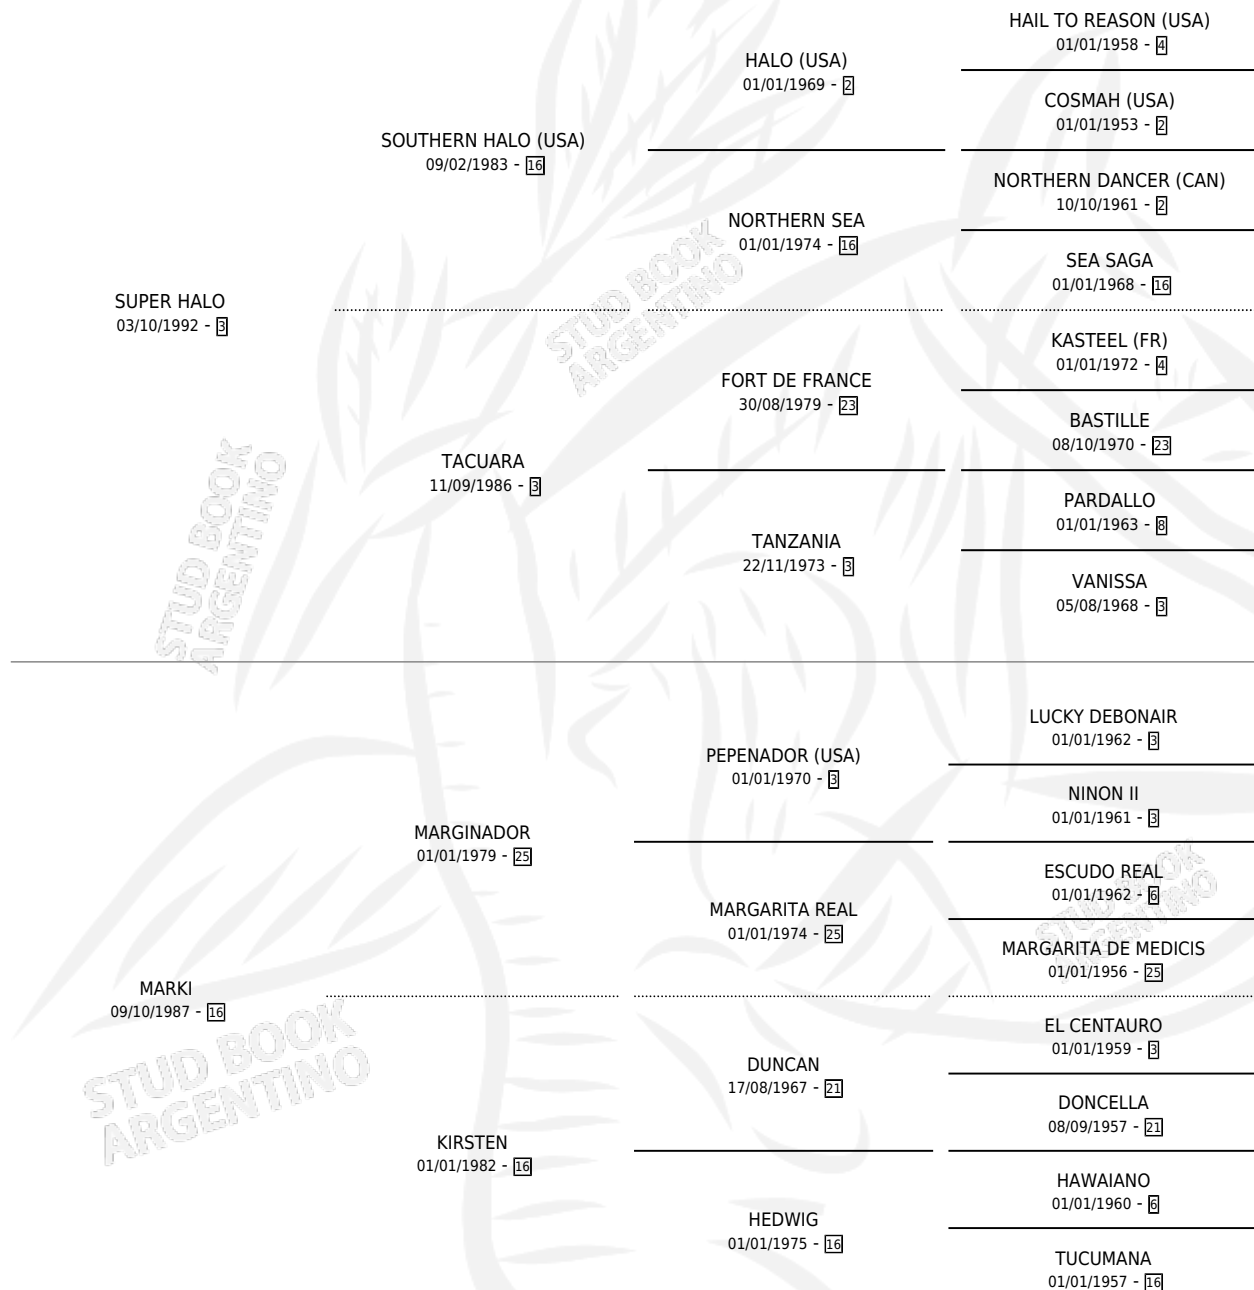 HAIL TO REASON (USA)
01/01/1958 - 4
HALO (USA)
01/01/1969 - 2
COSMAH (USA)
01/01/1953 - 2
SOUTHERN HALO (USA)
09/02/1983 - 16
NORTHERN DANCER (CAN)
10/10/1961 - 2
NORTHERN SEA
01/01/1974 - 16
SEA SAGA
01/01/1968 - 16
SUPER HALO
03/10/1992 - 3
STUD BOOK
ARGENTINO
KASTEEL (FR)
01/01/1972 - 4
FORT DE FRANCE
30/08/1979 - 23
BASTILLE
08/10/1970 - 23
TACUARA
11/09/1986 - 3
PARDALLO
01/01/1963 - 8
TANZANIA
22/11/1973 - 3
VANISSA
05/08/1968 - 3
STUD BOOK
ARGENTINO
LUCKY DEBONAIR
01/01/1962 - 3
PEPENADOR (USA)
01/01/1970 - 3
NINON II
01/01/1961 - 3
MARGINADOR
01/01/1979 - 25
ESCUDO REAL
01/01/1962 - 6
MARGARITA REAL
01/01/1974 - 25
MARGARITA DE MEDICIS
01/01/1956 - 25
STUD BOOK
ARGENTINO
MARKI
09/10/1987 - 16
EL CENTAURO
01/01/1959 - 3
DUNCAN
17/08/1967 - 21
DONCELLA
08/09/1957 - 21
STUD BOOK
ARGENTINO
KIRSTEN
01/01/1982 - 16
HAWAIANO
01/01/1960 - 6
HEDWIG
01/01/1975 - 16
TUCUMANA
01/01/1957 - 16